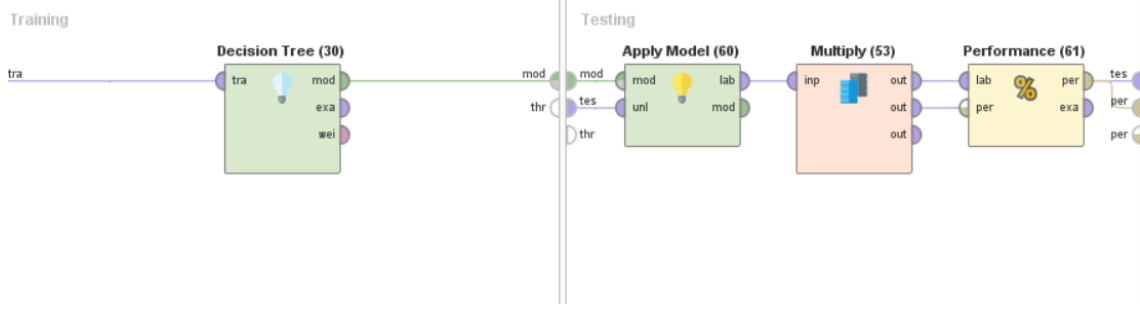 Training
Testing
Decision Tree (30)
Apply Model (60)
Multiply (53)
Performance (61)
tra
tra
mod
mod
mod
mod
lab
inp
out
lab
per
tes
exa
thr
tes
unl
mod
out
per
exa
per
wei
thr
out
per